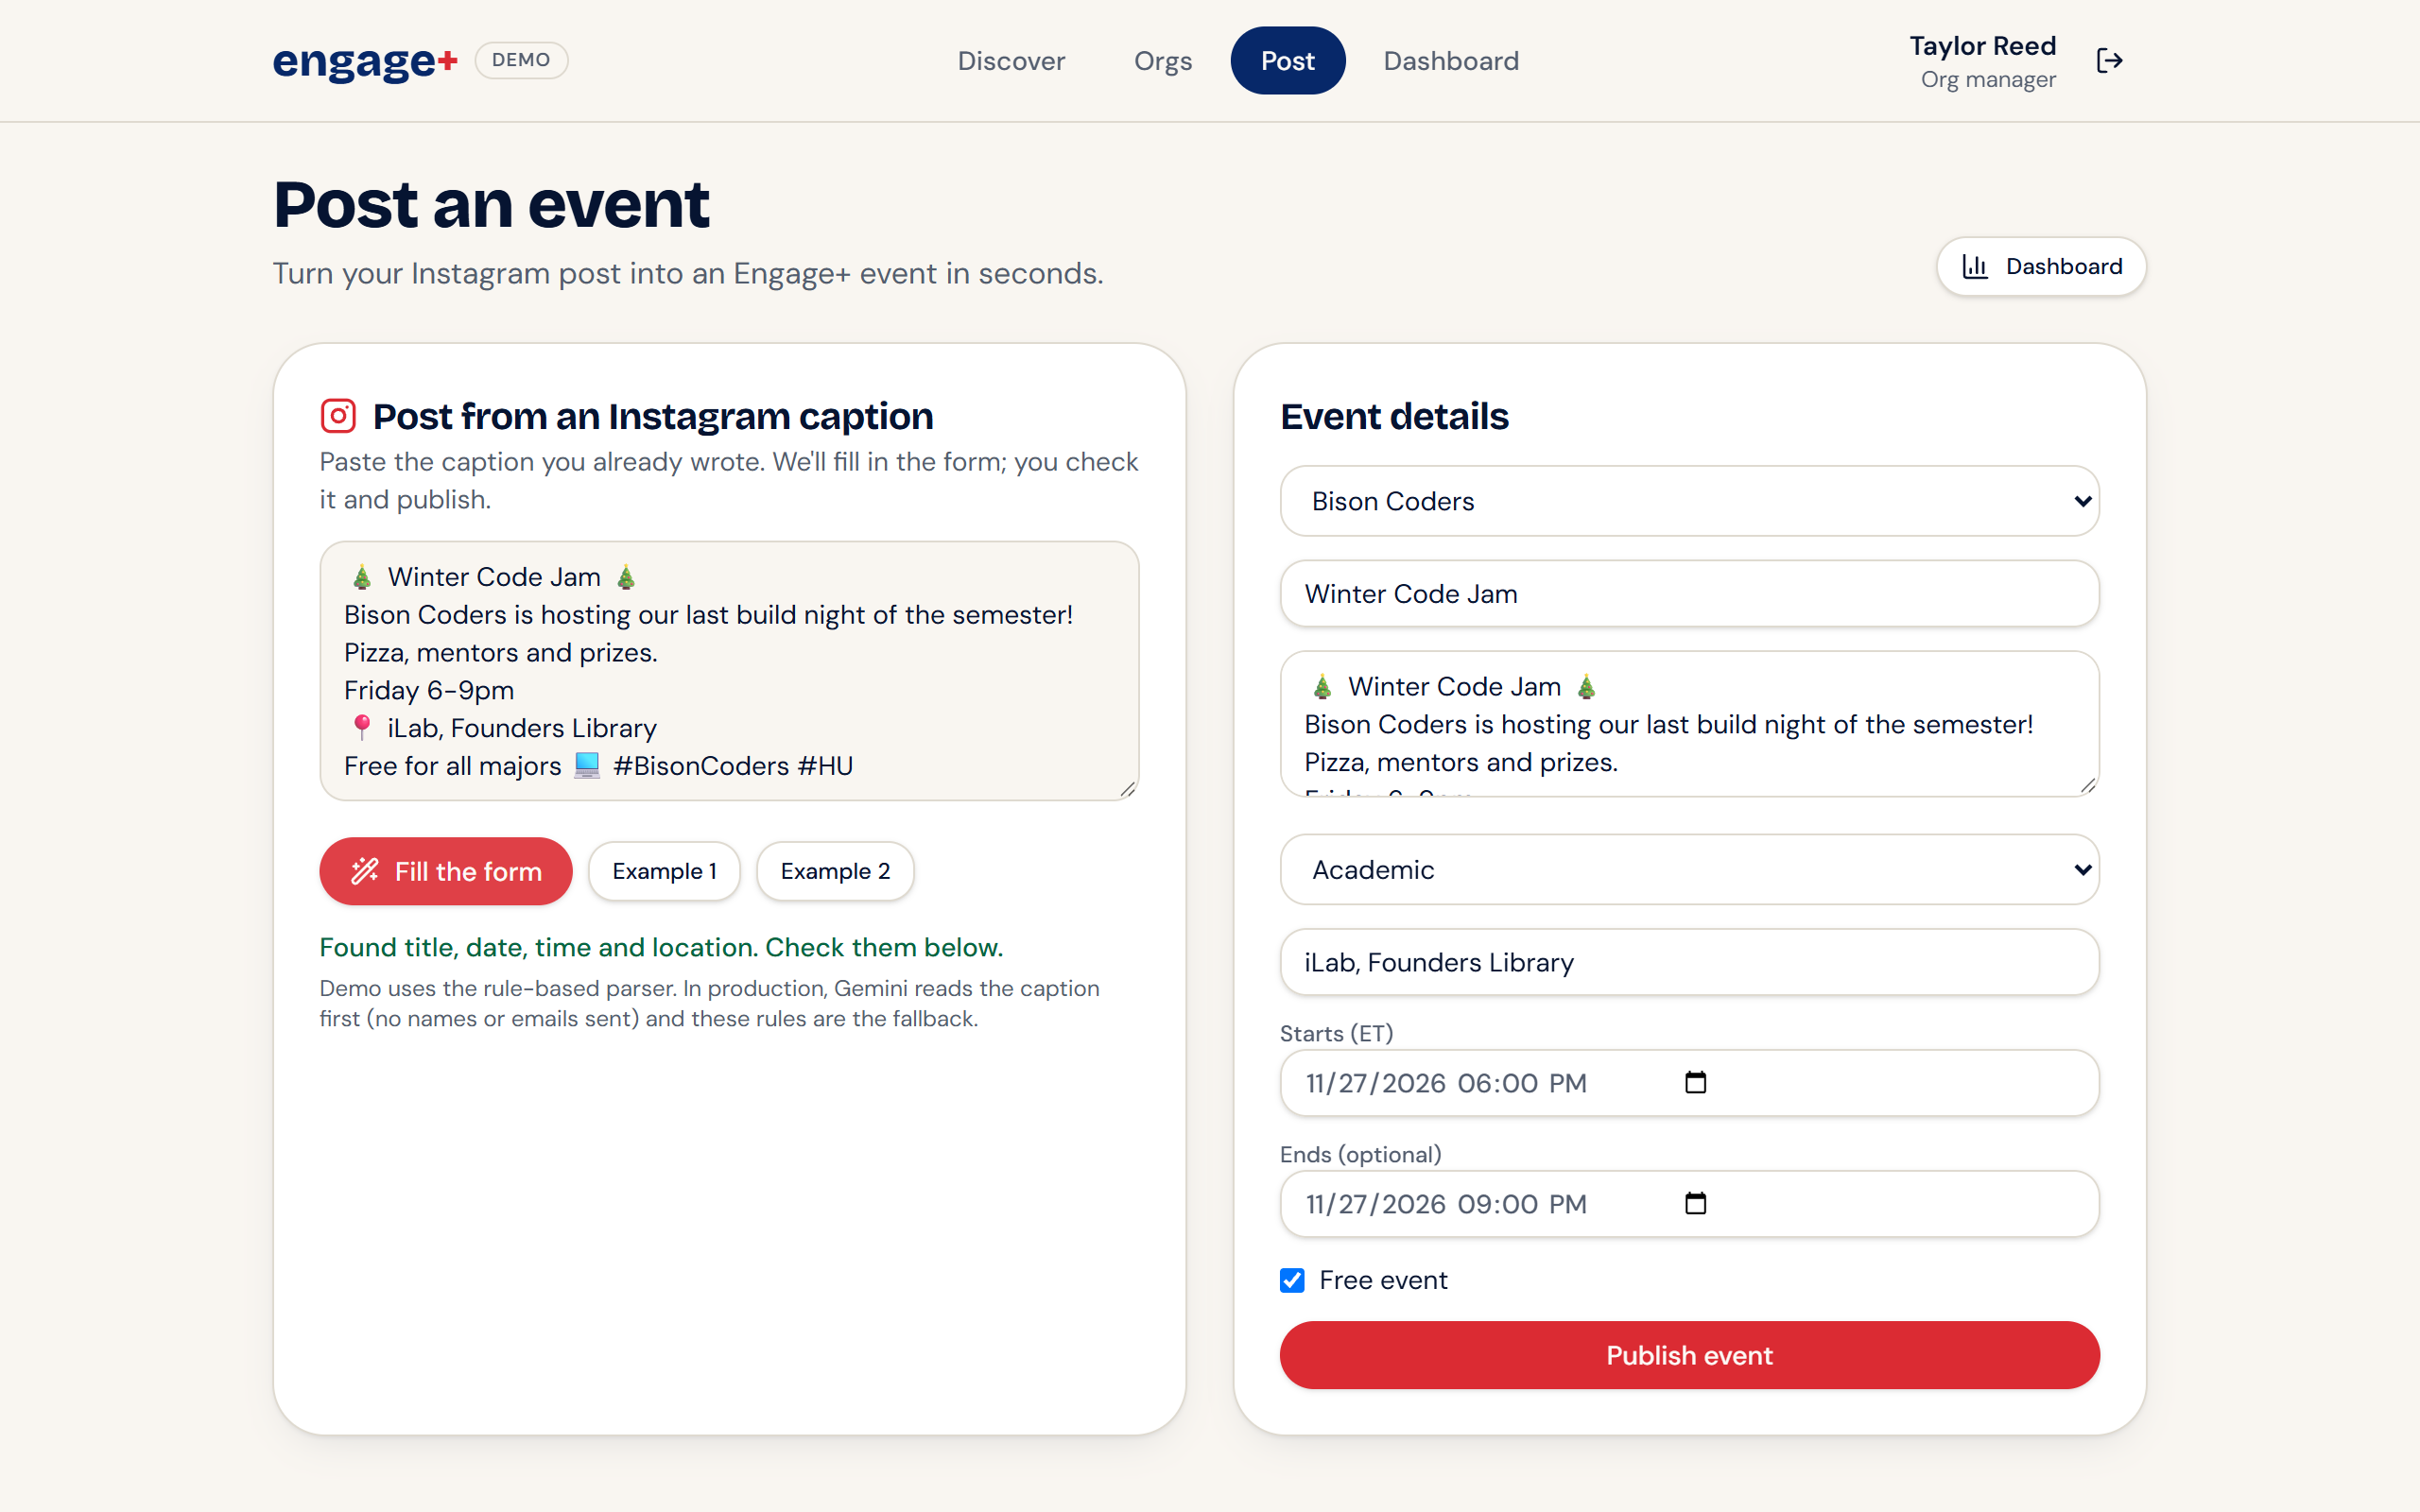 engage+ DEMO
Discover
Orgs
Post
Dashboard
Taylor Reed
Org manager
Post an event
Turn your Instagram post into an Engage+ event in seconds.
Dashboard
Post from an Instagram caption
Paste the caption you already wrote. We'll fill in the form; you check
it and publish.
🎄 Winter Code Jam 🎄
Bison Coders is hosting our last build night of the semester!
Pizza, mentors and prizes.
Friday 6-9pm
📍 iLab, Founders Library
Free for all majors 💻 #BisonCoders #HU
Fill the form
Example 1
Example 2
Found title, date, time and location. Check them below.
Demo uses the rule-based parser. In production, Gemini reads the caption
first (no names or emails sent) and these rules are the fallback.
Event details
Bison Coders
Winter Code Jam
🎄 Winter Code Jam 🎄
Bison Coders is hosting our last build night of the semester!
Pizza, mentors and prizes.
Friday 6-9pm
Academic
iLab, Founders Library
Starts (ET)
11/27/2026 06:00 PM
Ends (optional)
11/27/2026 09:00 PM
Free event
Publish event